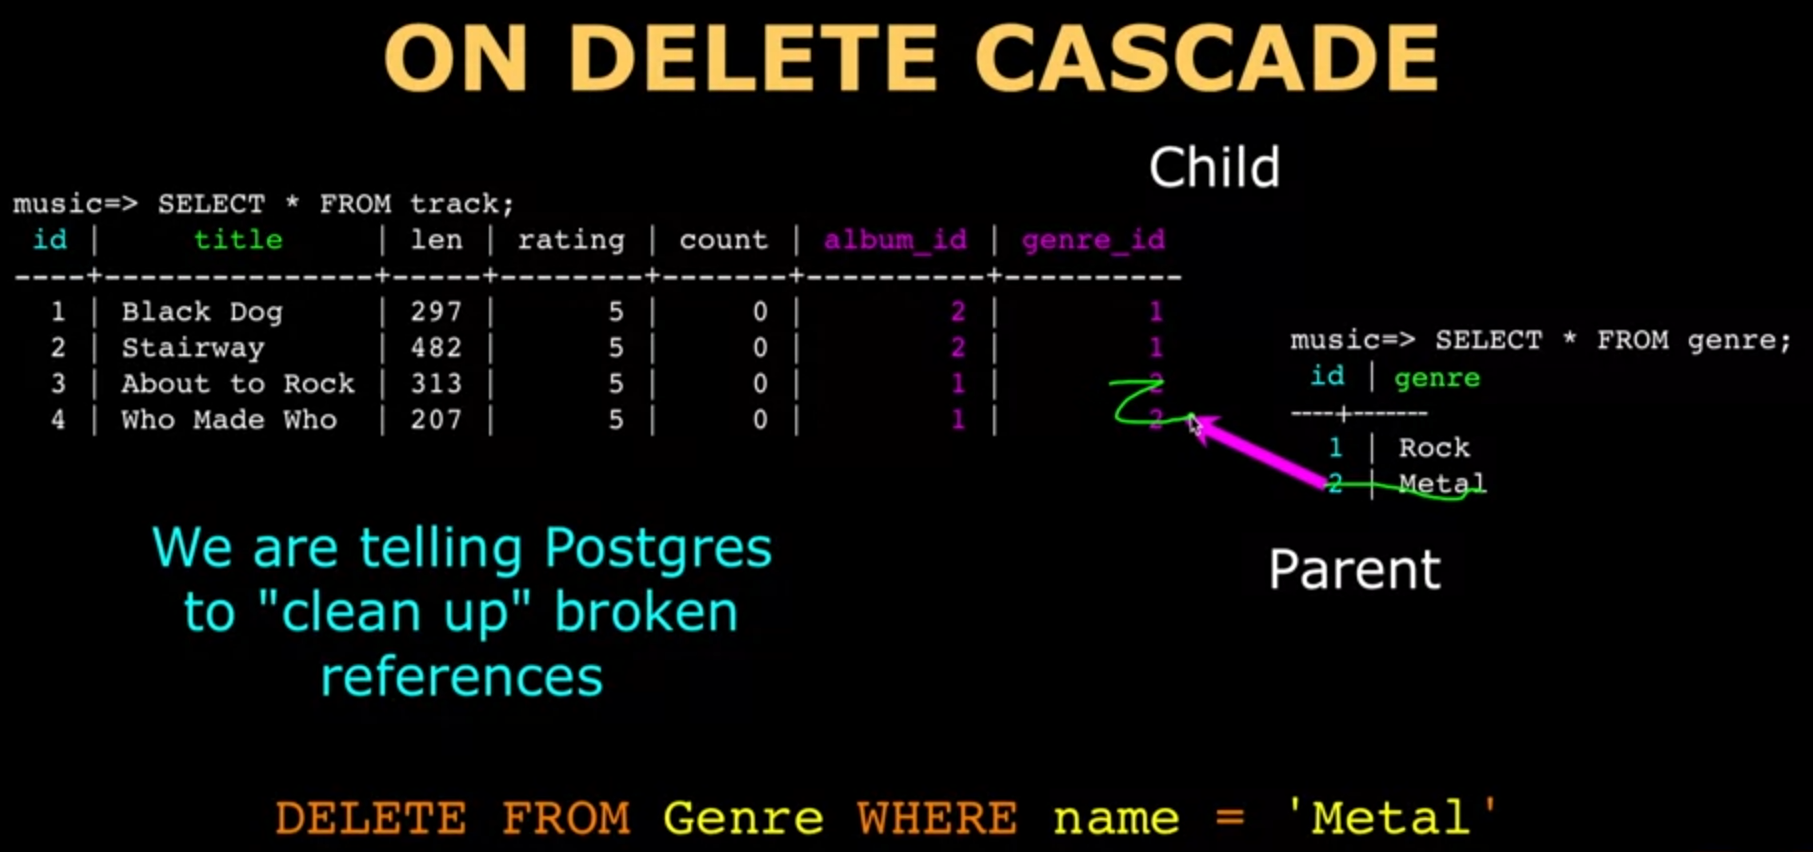 ON DELETE CASCADE
Child
music=> SELECT * FROM track;
id | title | len | rating | count | album_id | genre_id
----+---------------+-----+--------+-------+----------+----------
1 | Black Dog | 297 | 5 | 0 | 2 | 1
2 | Stairway | 482 | 5 | 0 | 2 | 1
3 | About to Rock | 313 | 5 | 0 | 1 | 2
4 | Who Made Who | 207 | 5 | 0 | 1 | 2
music=> SELECT * FROM genre;
id | genre
----+-------
1 | Rock
2 | Metal
Parent
We are telling Postgres
to "clean up" broken
references
DELETE FROM Genre WHERE name = 'Metal'